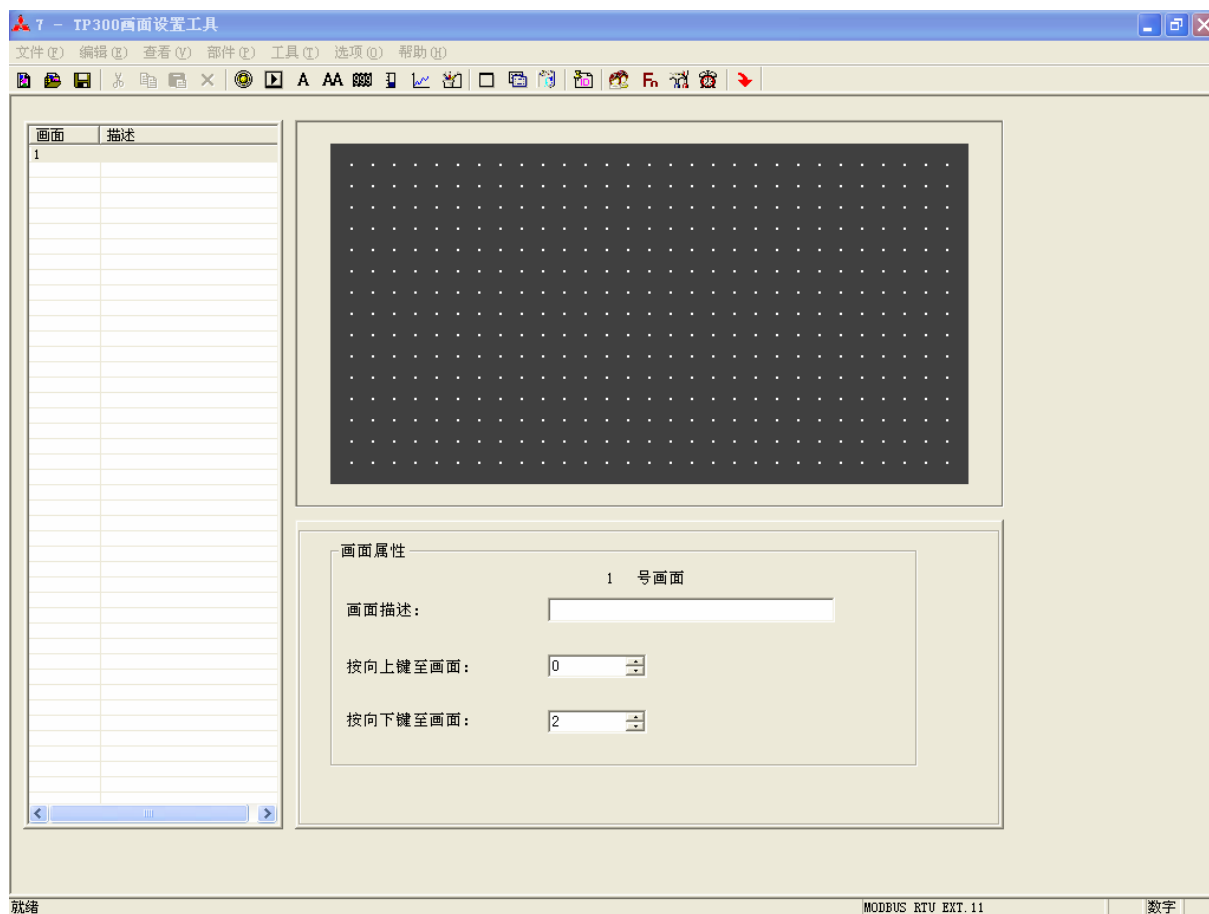 7 - TP300画面设置工具
文件(F) 编辑(E) 查看(V) 部件(P) 工具(T) 选项(O) 帮助(H)
A AA Fn
画面 描述
1
画面属性
1 号画面
画面描述:
按向上键至画面: 0
按向下键至画面: 2
就绪 MODBUS RTU EXT.11 数字